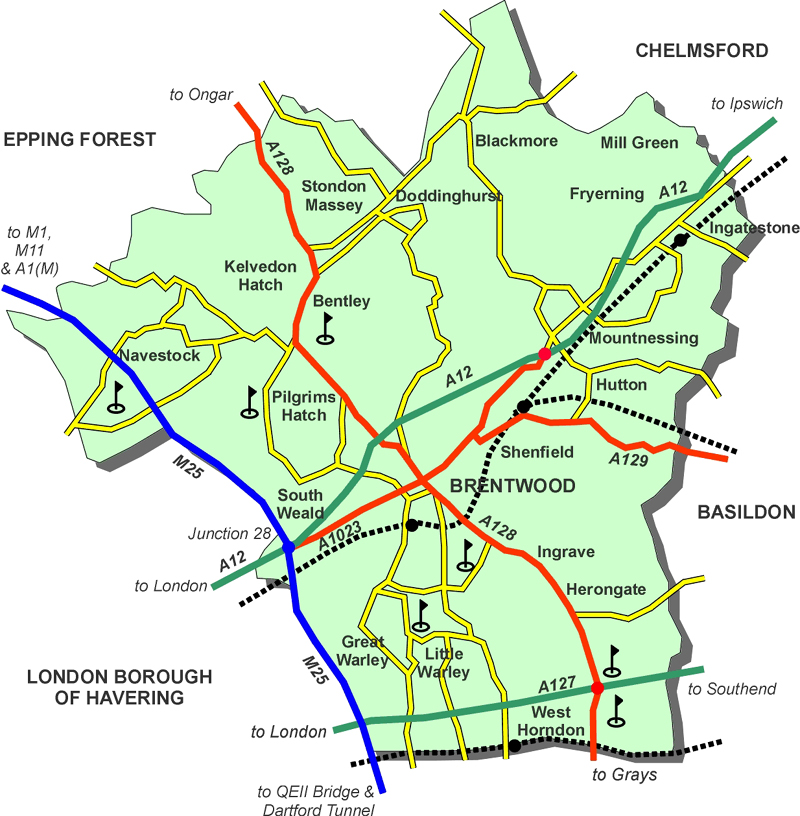 CHELMSFORD
to Ongar
to Ipswich
EPPING FOREST
A128
Blackmore
Mill Green
Stondon
Massey
Doddinghurst
Fryerning
A12
Ingatestone
to M1,
M11
& A1(M)
Kelvedon
Hatch
Bentley
Navestock
Mountnessing
A12
Hutton
Pilgrims
Hatch
Shenfield
A129
M25
BRENTWOOD
South
Weald
BASILDON
Junction 28
A1023
A128
A12
to London
Ingrave
Herongate
Great
Warley
Little
Warley
M25
LONDON BOROUGH
OF HAVERING
A127
to Southend
to London
West
Horndon
to Grays
to QEII Bridge &
Dartford Tunnel